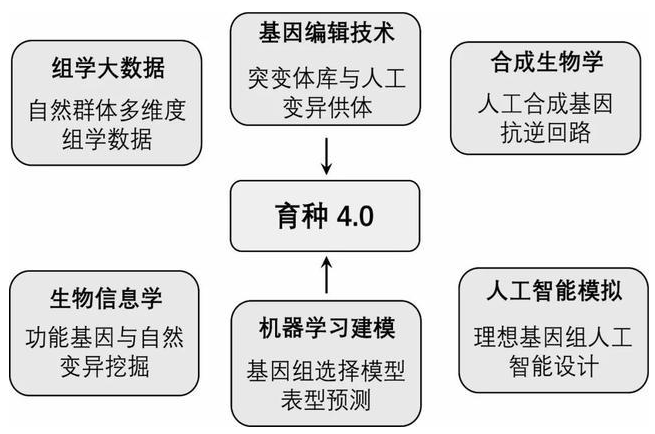 组学大数据
自然群体多维度
组学数据
基因编辑技术
突变体库与人工
变异供体
合成生物学
人工合成基因
抗逆回路
育种 4.0
生物信息学
功能基因与自然
变异挖掘
机器学习建模
基因组选择模型
表型预测
人工智能模拟
理想基因组人工
智能设计